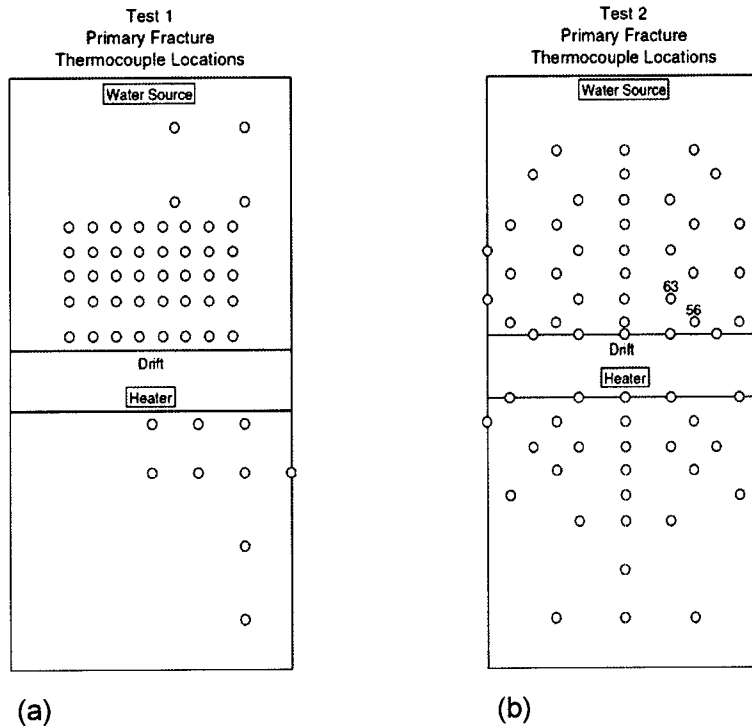 Test 1
Primary Fracture
Thermocouple Locations
Water Source
Drift
Heater
(a)
Test 2
Primary Fracture
Thermocouple Locations
Water Source
63
56
Drift
Heater
(b)